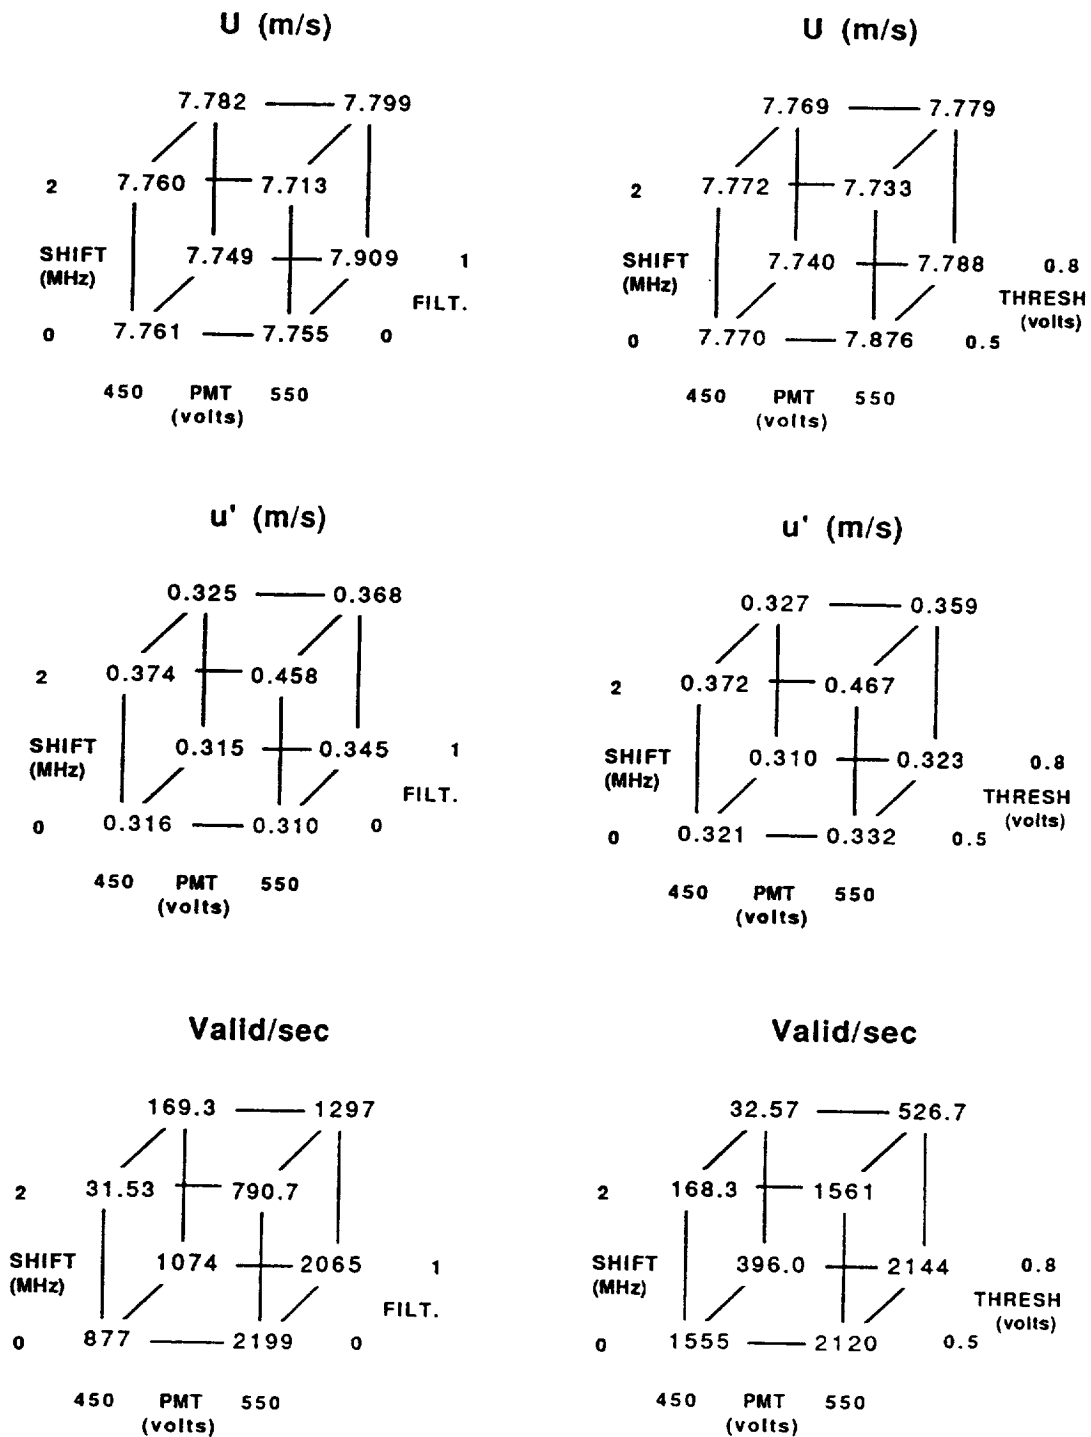 U (m/s)
7.782 7.799
2 7.760 7.713
SHIFT 7.749 7.909 1
(MHz)
FILT.
0 7.761 7.755 0
450 PMT 550
(volts)
U (m/s)
7.769 7.779
2 7.772 7.733
SHIFT 7.740 7.788 0.8
(MHz)
THRESH
(volts)
0 7.770 7.876 0.5
450 PMT 550
(volts)
u' (m/s)
0.325 0.368
2 0.374 0.458
SHIFT 0.315 0.345 1
(MHz)
FILT.
0 0.316 0.310 0
450 PMT 550
(volts)
u' (m/s)
0.327 0.359
2 0.372 0.467
SHIFT 0.310 0.323 0.8
(MHz)
THRESH
(volts)
0 0.321 0.332 0.5
450 PMT 550
(volts)
Valid/sec
169.3 1297
2 31.53 790.7
SHIFT 1074 2065 1
(MHz)
FILT.
0 877 2199 0
450 PMT 550
(volts)
Valid/sec
32.57 526.7
2 168.3 1561
SHIFT 396.0 2144 0.8
(MHz)
THRESH
(volts)
0 1555 2120 0.5
450 PMT 550
(volts)